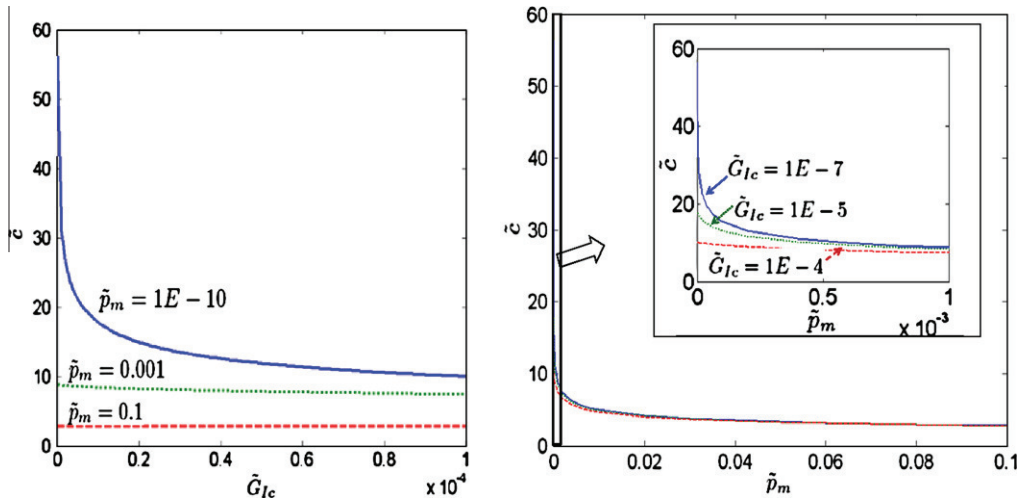 60
50
40
30
20
10
0
c̃
p̃m = 1E − 10
p̃m = 0.001
p̃m = 0.1
0
0.2
0.4
0.6
0.8
1
G̃Ic
x 10⁻⁴
60
50
40
30
20
10
0
c̃
0
0.02
0.04
0.06
0.08
0.1
p̃m
60
40
20
0
c̃
G̃Ic = 1E − 7
G̃Ic = 1E − 5
G̃Ic = 1E − 4
0
0.5
1
p̃m
x 10⁻³